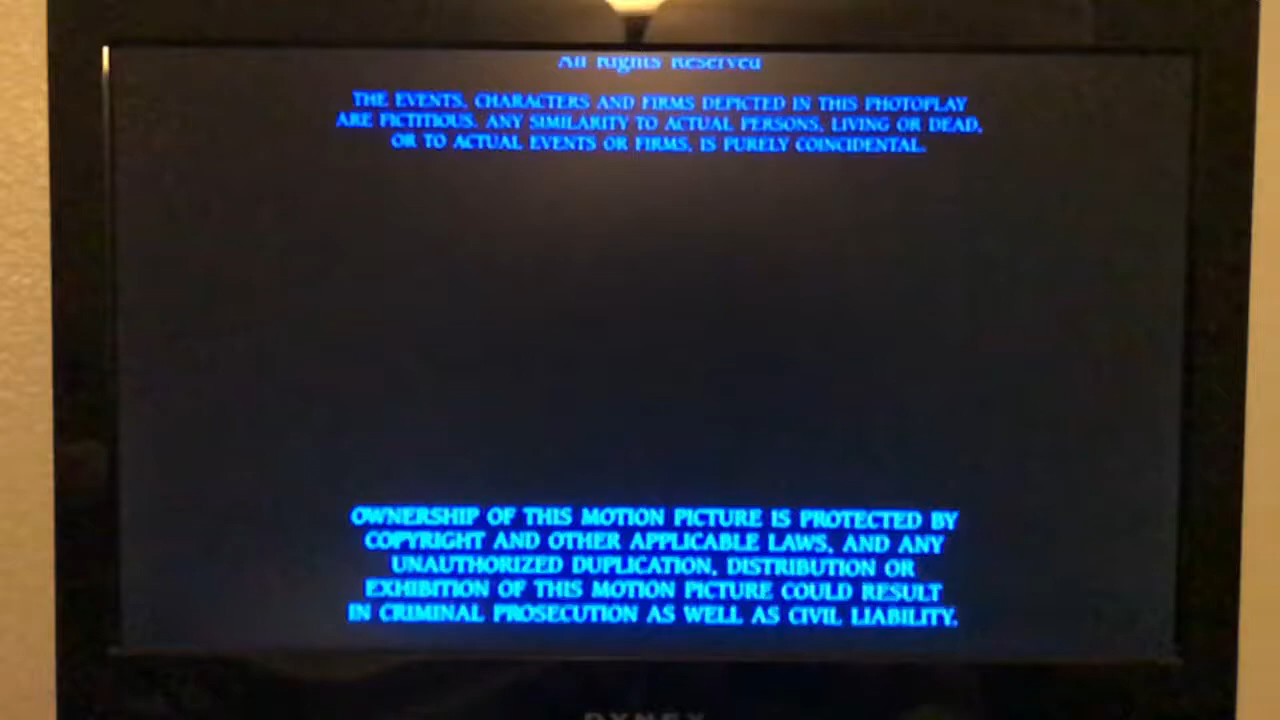 All Rights Reserved
THE EVENTS, CHARACTERS AND FIRMS DEPICTED IN THIS PHOTOPLAY
ARE FICTITIOUS. ANY SIMILARITY TO ACTUAL PERSONS, LIVING OR DEAD,
OR TO ACTUAL EVENTS OR FIRMS, IS PURELY COINCIDENTAL.
OWNERSHIP OF THIS MOTION PICTURE IS PROTECTED BY
COPYRIGHT AND OTHER APPLICABLE LAWS, AND ANY
UNAUTHORIZED DUPLICATION, DISTRIBUTION OR
EXHIBITION OF THIS MOTION PICTURE COULD RESULT
IN CRIMINAL PROSECUTION AS WELL AS CIVIL LIABILITY.
DYNEX